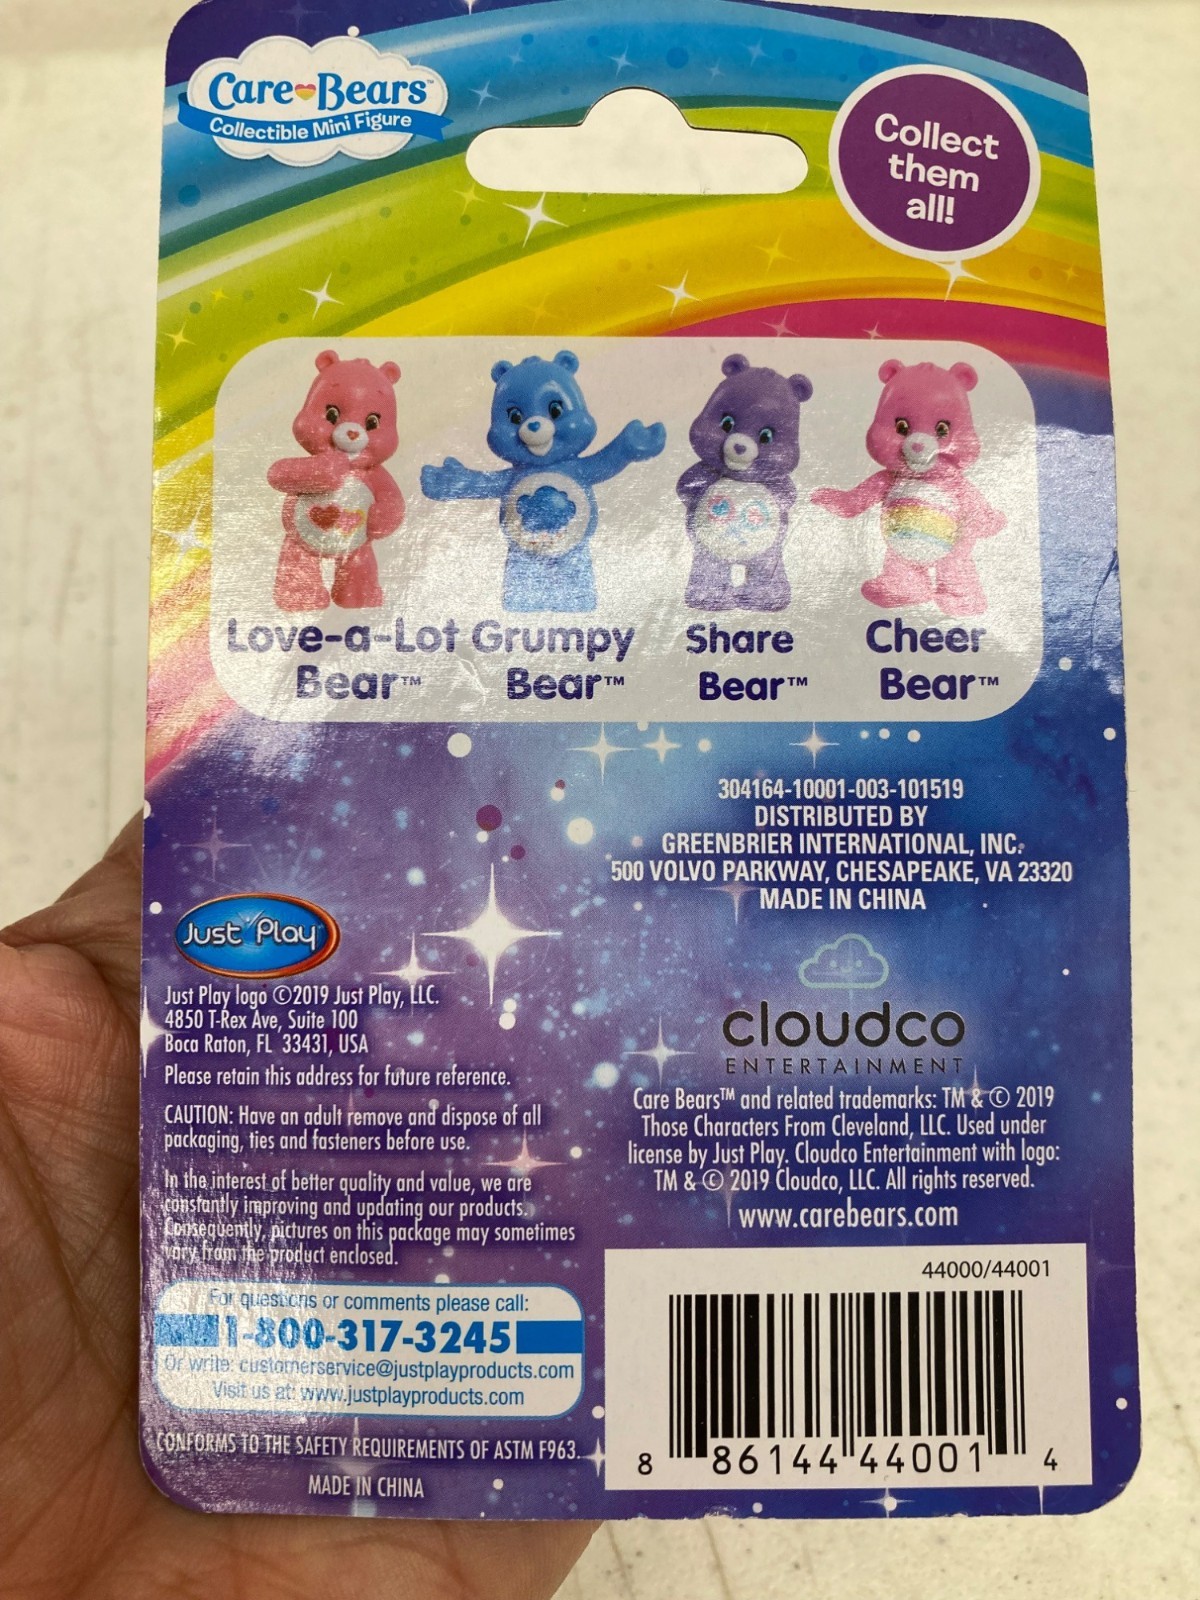 Care Bears™
Collectible Mini Figure
Collect
them
all!
Love-a-Lot
Bear™
Grumpy
Bear™
Share
Bear™
Cheer
Bear™
304164-10001-003-101519
DISTRIBUTED BY
GREENBRIER INTERNATIONAL, INC.
500 VOLVO PARKWAY, CHESAPEAKE, VA 23320
MADE IN CHINA
Just Play
Just Play logo ©2019 Just Play, LLC.
4850 T-Rex Ave, Suite 100
Boca Raton, FL 33431, USA
Please retain this address for future reference.
CAUTION: Have an adult remove and dispose of all
packaging, ties and fasteners before use.
In the interest of better quality and value, we are
constantly improving and updating our products.
Consequently, pictures on this package may sometimes
vary from the product enclosed.
For questions or comments please call:
1-800-317-3245
Or write: customerservice@justplayproducts.com
Visit us at: www.justplayproducts.com
CONFORMS TO THE SAFETY REQUIREMENTS OF ASTM F963.
MADE IN CHINA
cloudco
ENTERTAINMENT
Care Bears™ and related trademarks: TM & © 2019
Those Characters From Cleveland, LLC. Used under
license by Just Play. Cloudco Entertainment with logo:
TM & © 2019 Cloudco, LLC. All rights reserved.
www.carebears.com
44000/44001
8 86144 44001 4